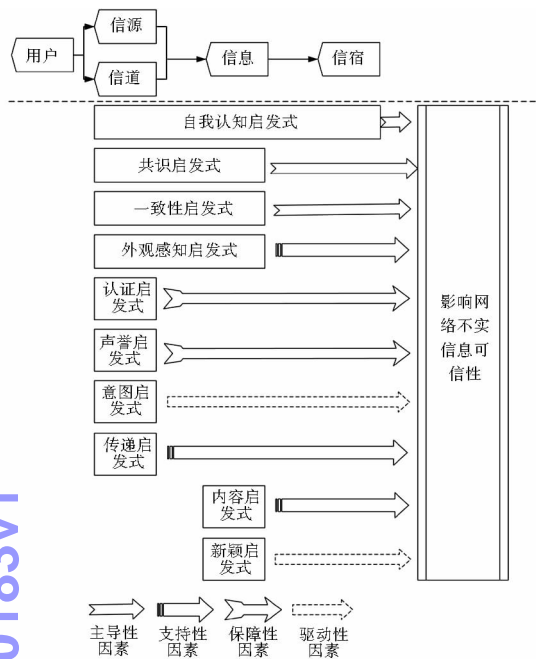 用户
信源
信道
信息
信宿
自我认知启发式
共识启发式
一致性启发式
外观感知启发式
认证启
发式
声誉启
发式
意图启
发式
传递启
发式
内容启
发式
新颖启
发式
影响网
络不实
信息可
信性
主导性
因素
支持性
因素
保障性
因素
驱动性
因素